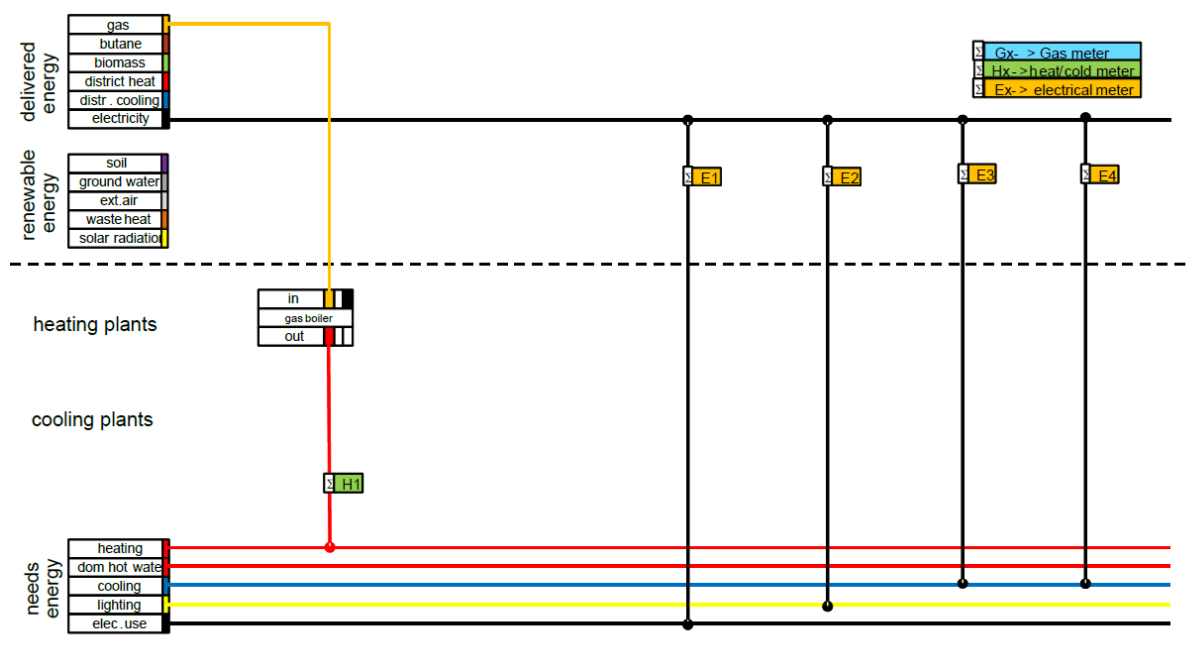 delivered
energy
gas
butane
biomass
district heat
distr . cooling
electricity
Σ Gx- > Gas meter
Σ Hx->heat/cold meter
Σ Ex- > electrical meter
renewable
energy
soil
ground water
ext.air
waste heat
solar radiation
Σ E1
Σ E2
Σ E3
Σ E4
heating plants
in
gas boiler
out
cooling plants
Σ H1
needs
energy
heating
dom hot wate
cooling
lighting
elec.use